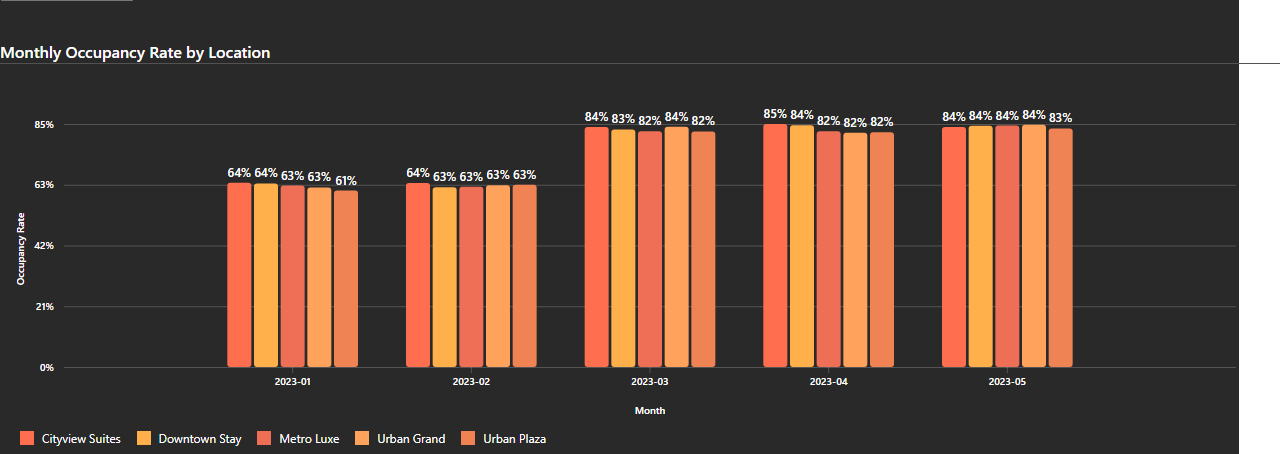 Monthly Occupancy Rate by Location
84% 83% 82% 84% 82%
85% 84% 82% 82% 82%
84% 84% 84% 84% 83%
85%
64% 64% 63% 63% 61%
64% 63% 63% 63% 63%
63%
42%
21%
0%
Occupancy Rate
2023-01 2023-02 2023-03 2023-04 2023-05
Month
Cityview Suites Downtown Stay Metro Luxe Urban Grand Urban Plaza